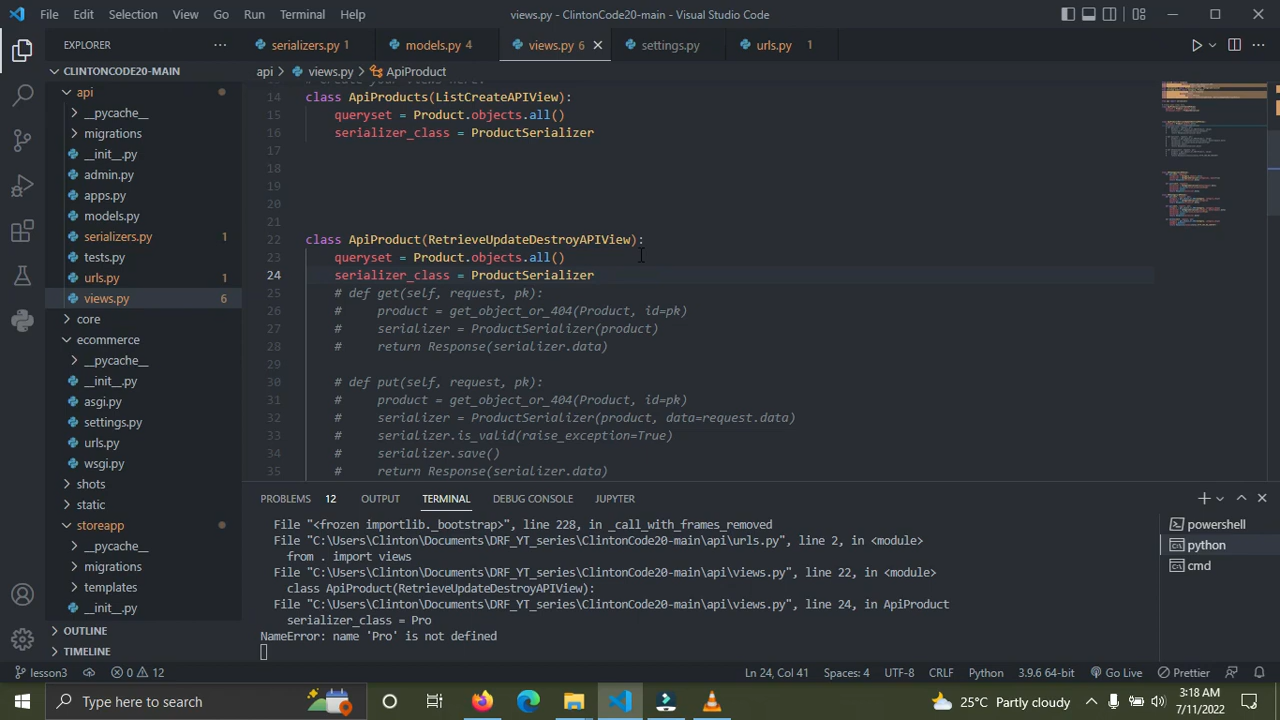 File Edit Selection View Go Run Terminal Help views.py - ClintonCode20-main - Visual Studio Code
EXPLORER
serializers.py 1
models.py 4
views.py 6
settings.py
urls.py 1
CLINTONCODE20-MAIN
api
__pycache__
migrations
__init__.py
admin.py
apps.py
models.py
serializers.py 1
tests.py
urls.py 1
views.py 6
core
ecommerce
__pycache__
__init__.py
asgi.py
settings.py
urls.py
wsgi.py
shots
static
storeapp
__pycache__
migrations
templates
__init__.py
OUTLINE
TIMELINE
api > views.py > ApiProduct
14 class ApiProducts(ListCreateAPIView):
15 queryset = Product.objects.all()
16 serializer_class = ProductSerializer
17
18
19
20
21
22 class ApiProduct(RetrieveUpdateDestroyAPIView):
23 queryset = Product.objects.all()
24 serializer_class = ProductSerializer
25 # def get(self, request, pk):
26 # product = get_object_or_404(Product, id=pk)
27 # serializer = ProductSerializer(product)
28 # return Response(serializer.data)
29
30 # def put(self, request, pk):
31 # product = get_object_or_404(Product, id=pk)
32 # serializer = ProductSerializer(product, data=request.data)
33 # serializer.is_valid(raise_exception=True)
34 # serializer.save()
35 # return Response(serializer.data)
PROBLEMS 12 OUTPUT TERMINAL DEBUG CONSOLE JUPYTER
File "<frozen importlib._bootstrap>", line 228, in _call_with_frames_removed
File "C:\Users\Clinton\Documents\DRF_YT_series\ClintonCode20-main\api\urls.py", line 2, in <module>
from . import views
File "C:\Users\Clinton\Documents\DRF_YT_series\ClintonCode20-main\api\views.py", line 22, in <module>
class ApiProduct(RetrieveUpdateDestroyAPIView):
File "C:\Users\Clinton\Documents\DRF_YT_series\ClintonCode20-main\api\views.py", line 24, in ApiProduct
serializer_class = Pro
NameError: name 'Pro' is not defined
powershell
python
cmd
lesson3 0 12 Ln 24, Col 41 Spaces: 4 UTF-8 CRLF Python 3.9.6 64-bit Go Live Prettier
Type here to search 25°C Partly cloudy 3:18 AM
7/11/2022